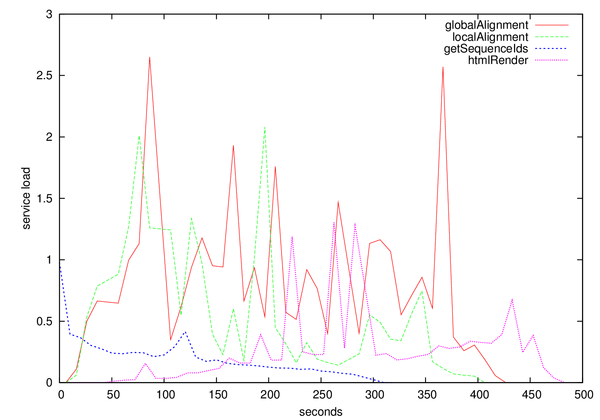 3
2.5
2
1.5
1
0.5
0
service load
globalAlignment
localAlignment
getSequenceIds
htmlRender
0 50 100 150 200 250 300 350 400 450 500
seconds